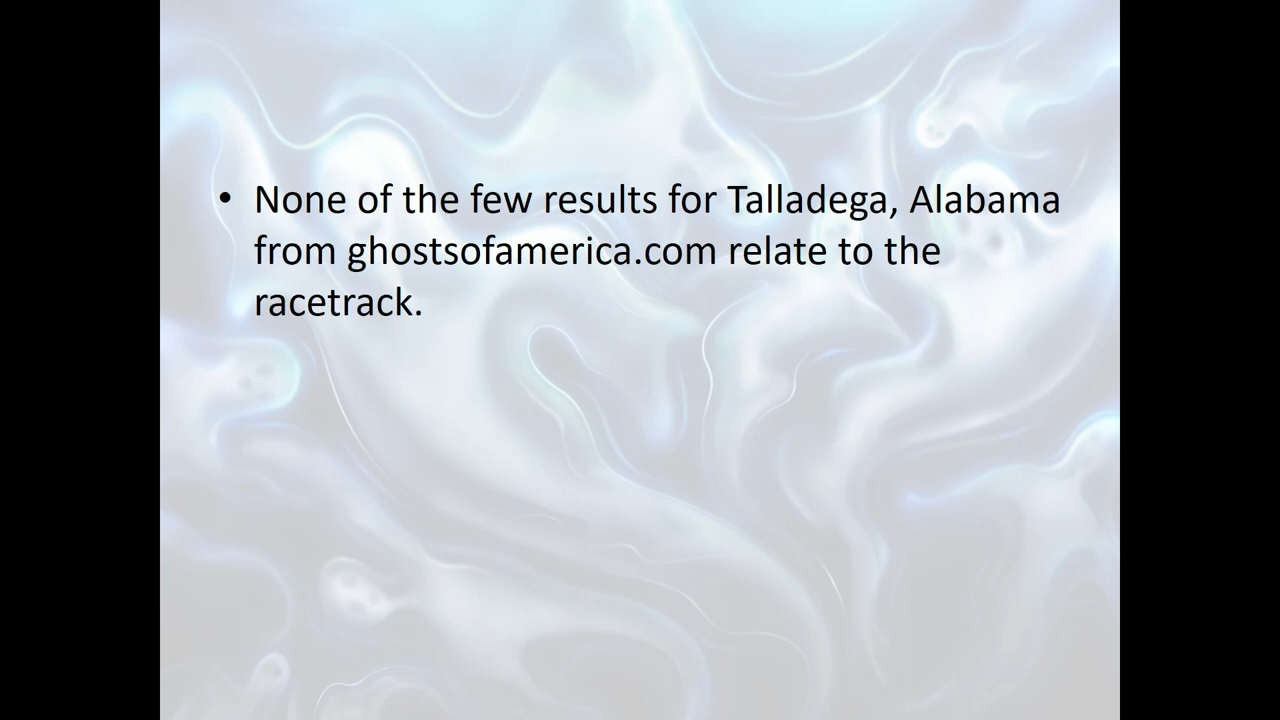 • None of the few results for Talladega, Alabama
from ghostsofamerica.com relate to the
racetrack.